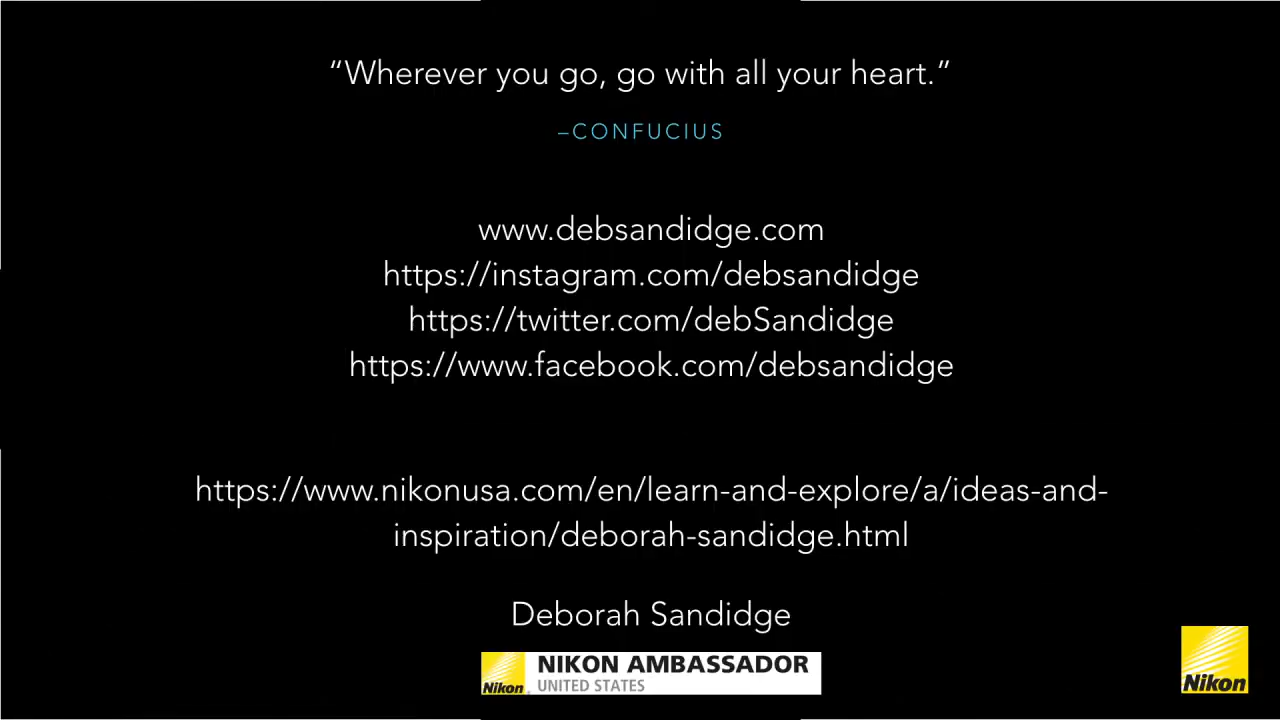 “Wherever you go, go with all your heart.”
–CONFUCIUS
www.debsandidge.com
https://instagram.com/debsandidge
https://twitter.com/debSandidge
https://www.facebook.com/debsandidge
https://www.nikonusa.com/en/learn-and-explore/a/ideas-and-
inspiration/deborah-sandidge.html
Deborah Sandidge
Nikon NIKON AMBASSADOR
UNITED STATES
Nikon